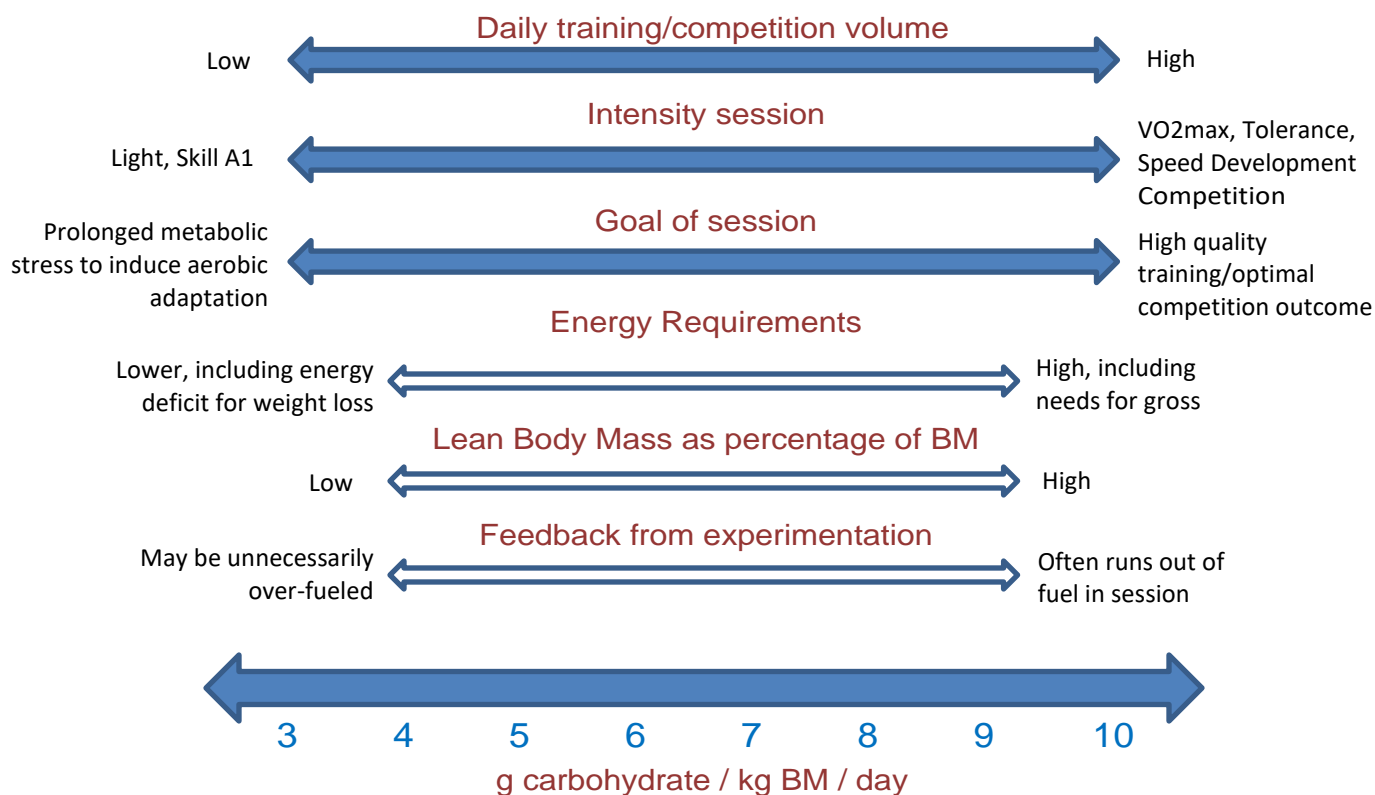 Daily training/competition volume
Low
High
Intensity session
Light, Skill A1
VO2max, Tolerance,
Speed Development
Competition
Goal of session
Prolonged metabolic
stress to induce aerobic
adaptation
High quality
training/optimal
competition outcome
Energy Requirements
Lower, including energy
deficit for weight loss
High, including
needs for gross
Lean Body Mass as percentage of BM
Low
High
Feedback from experimentation
May be unnecessarily
over-fueled
Often runs out of
fuel in session
3 4 5 6 7 8 9 10
g carbohydrate / kg BM / day